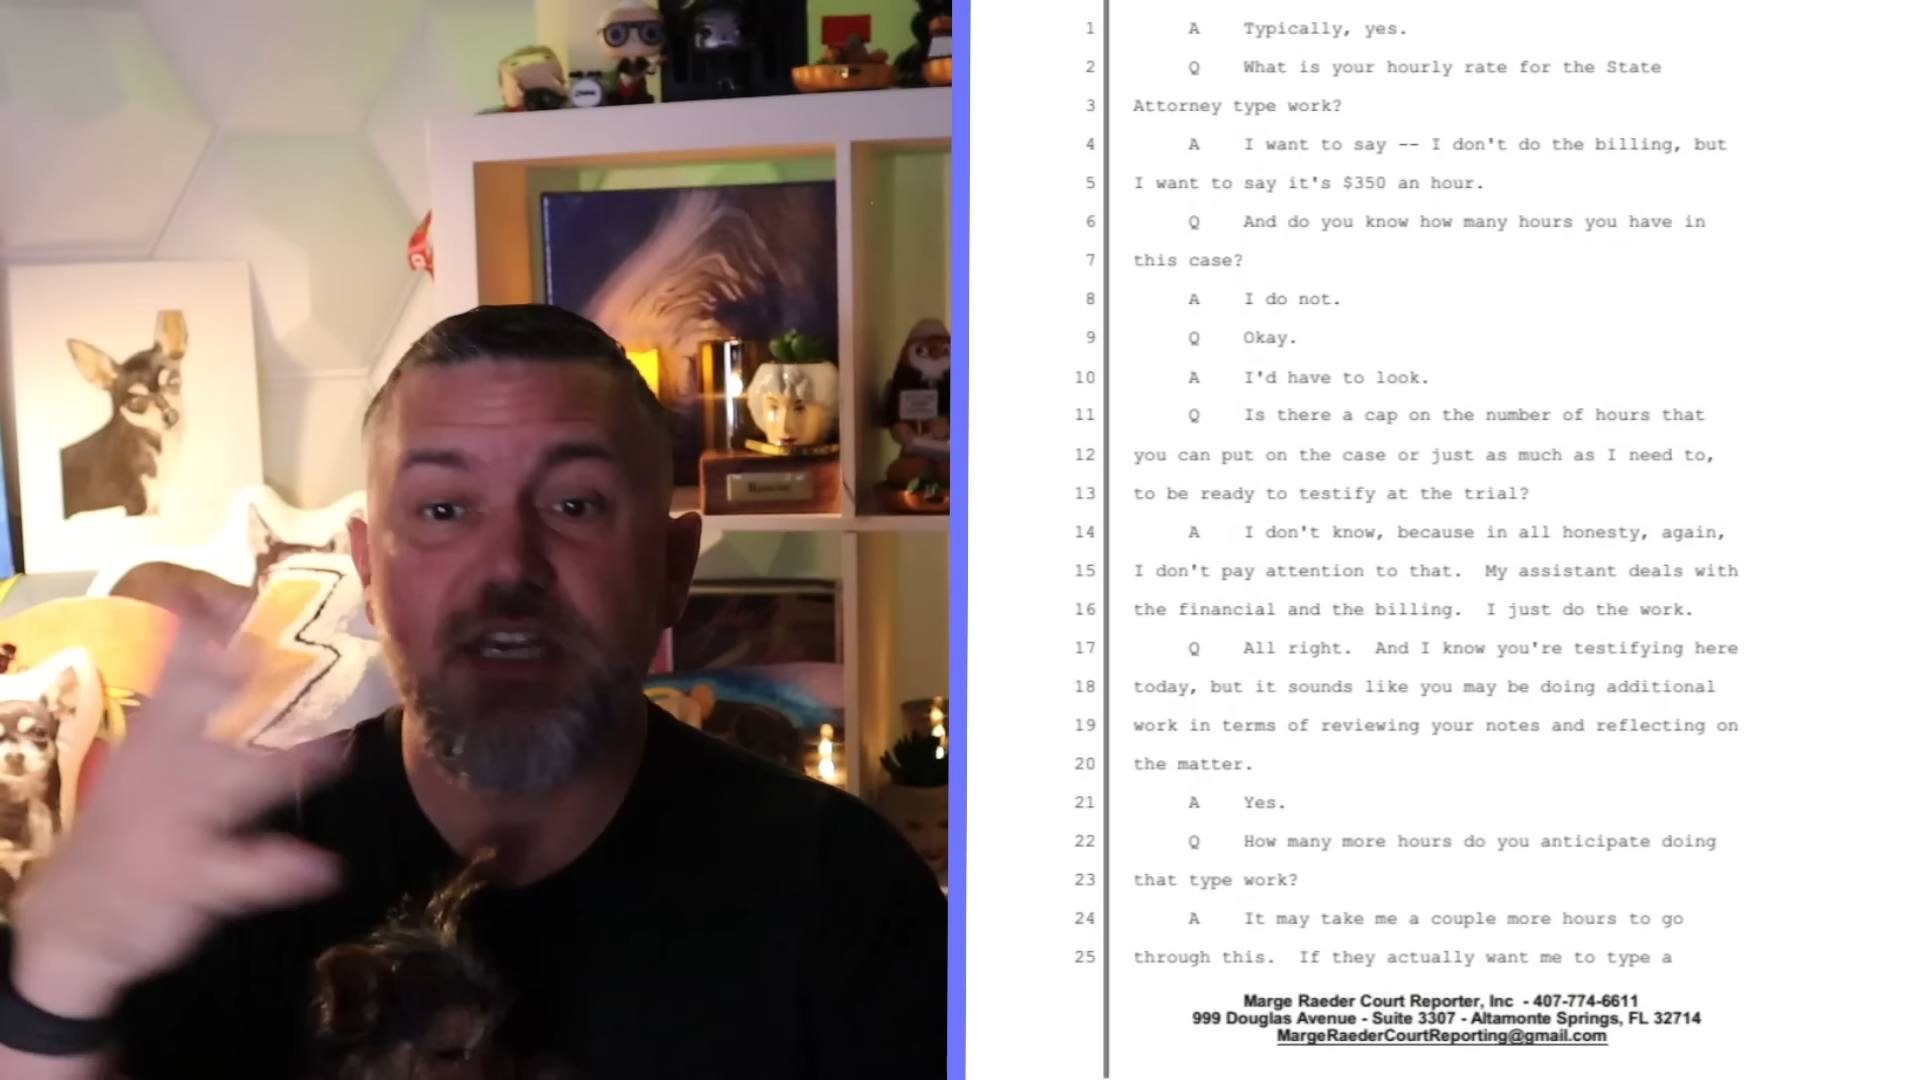 1 A Typically, yes.
2 Q What is your hourly rate for the State
3 Attorney type work?
4 A I want to say -- I don't do the billing, but
5 I want to say it's $350 an hour.
6 Q And do you know how many hours you have in
7 this case?
8 A I do not.
9 Q Okay.
10 A I'd have to look.
11 Q Is there a cap on the number of hours that
12 you can put on the case or just as much as I need to,
13 to be ready to testify at the trial?
14 A I don't know, because in all honesty, again,
15 I don't pay attention to that. My assistant deals with
16 the financial and the billing. I just do the work.
17 Q All right. And I know you're testifying here
18 today, but it sounds like you may be doing additional
19 work in terms of reviewing your notes and reflecting on
20 the matter.
21 A Yes.
22 Q How many more hours do you anticipate doing
23 that type work?
24 A It may take me a couple more hours to go
25 through this. If they actually want me to type a
Marge Raeder Court Reporter, Inc - 407-774-6611
999 Douglas Avenue - Suite 3307 - Altamonte Springs, FL 32714
MargeRaederCourtReporting@gmail.com